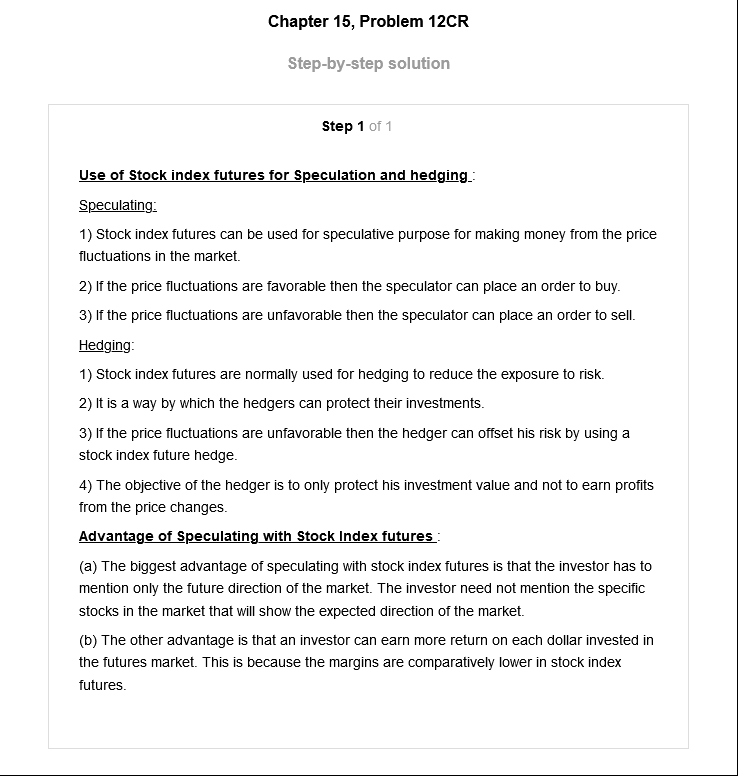 Chapter 15, Problem 12CR
Step-by-step solution
Step 1 of 1
Use of Stock index futures for Speculation and hedging :
Speculating:
1) Stock index futures can be used for speculative purpose for making money from the price
fluctuations in the market.
2) If the price fluctuations are favorable then the speculator can place an order to buy.
3) If the price fluctuations are unfavorable then the speculator can place an order to sell.
Hedging:
1) Stock index futures are normally used for hedging to reduce the exposure to risk.
2) It is a way by which the hedgers can protect their investments.
3) If the price fluctuations are unfavorable then the hedger can offset his risk by using a
stock index future hedge.
4) The objective of the hedger is to only protect his investment value and not to earn profits
from the price changes.
Advantage of Speculating with Stock Index futures :
(a) The biggest advantage of speculating with stock index futures is that the investor has to
mention only the future direction of the market. The investor need not mention the specific
stocks in the market that will show the expected direction of the market.
(b) The other advantage is that an investor can earn more return on each dollar invested in
the futures market. This is because the margins are comparatively lower in stock index
futures.